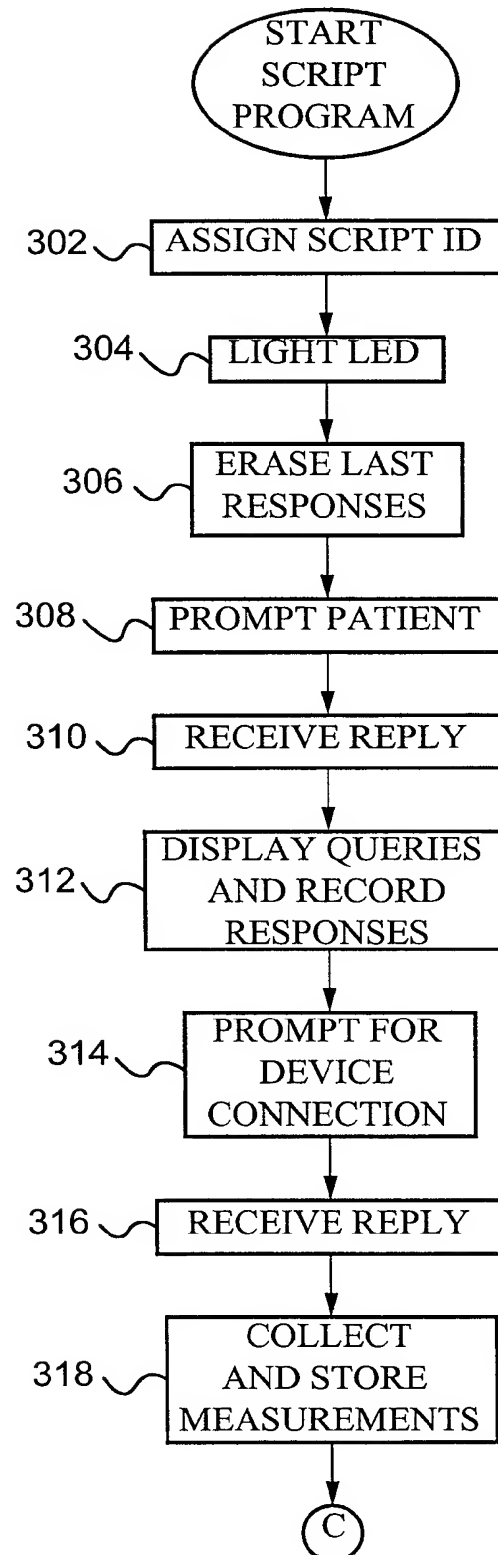 START
SCRIPT
PROGRAM
302
ASSIGN SCRIPT ID
304
LIGHT LED
306
ERASE LAST
RESPONSES
308
PROMPT PATIENT
310
RECEIVE REPLY
312
DISPLAY QUERIES
AND RECORD
RESPONSES
314
PROMPT FOR
DEVICE
CONNECTION
316
RECEIVE REPLY
318
COLLECT
AND STORE
MEASUREMENTS
C